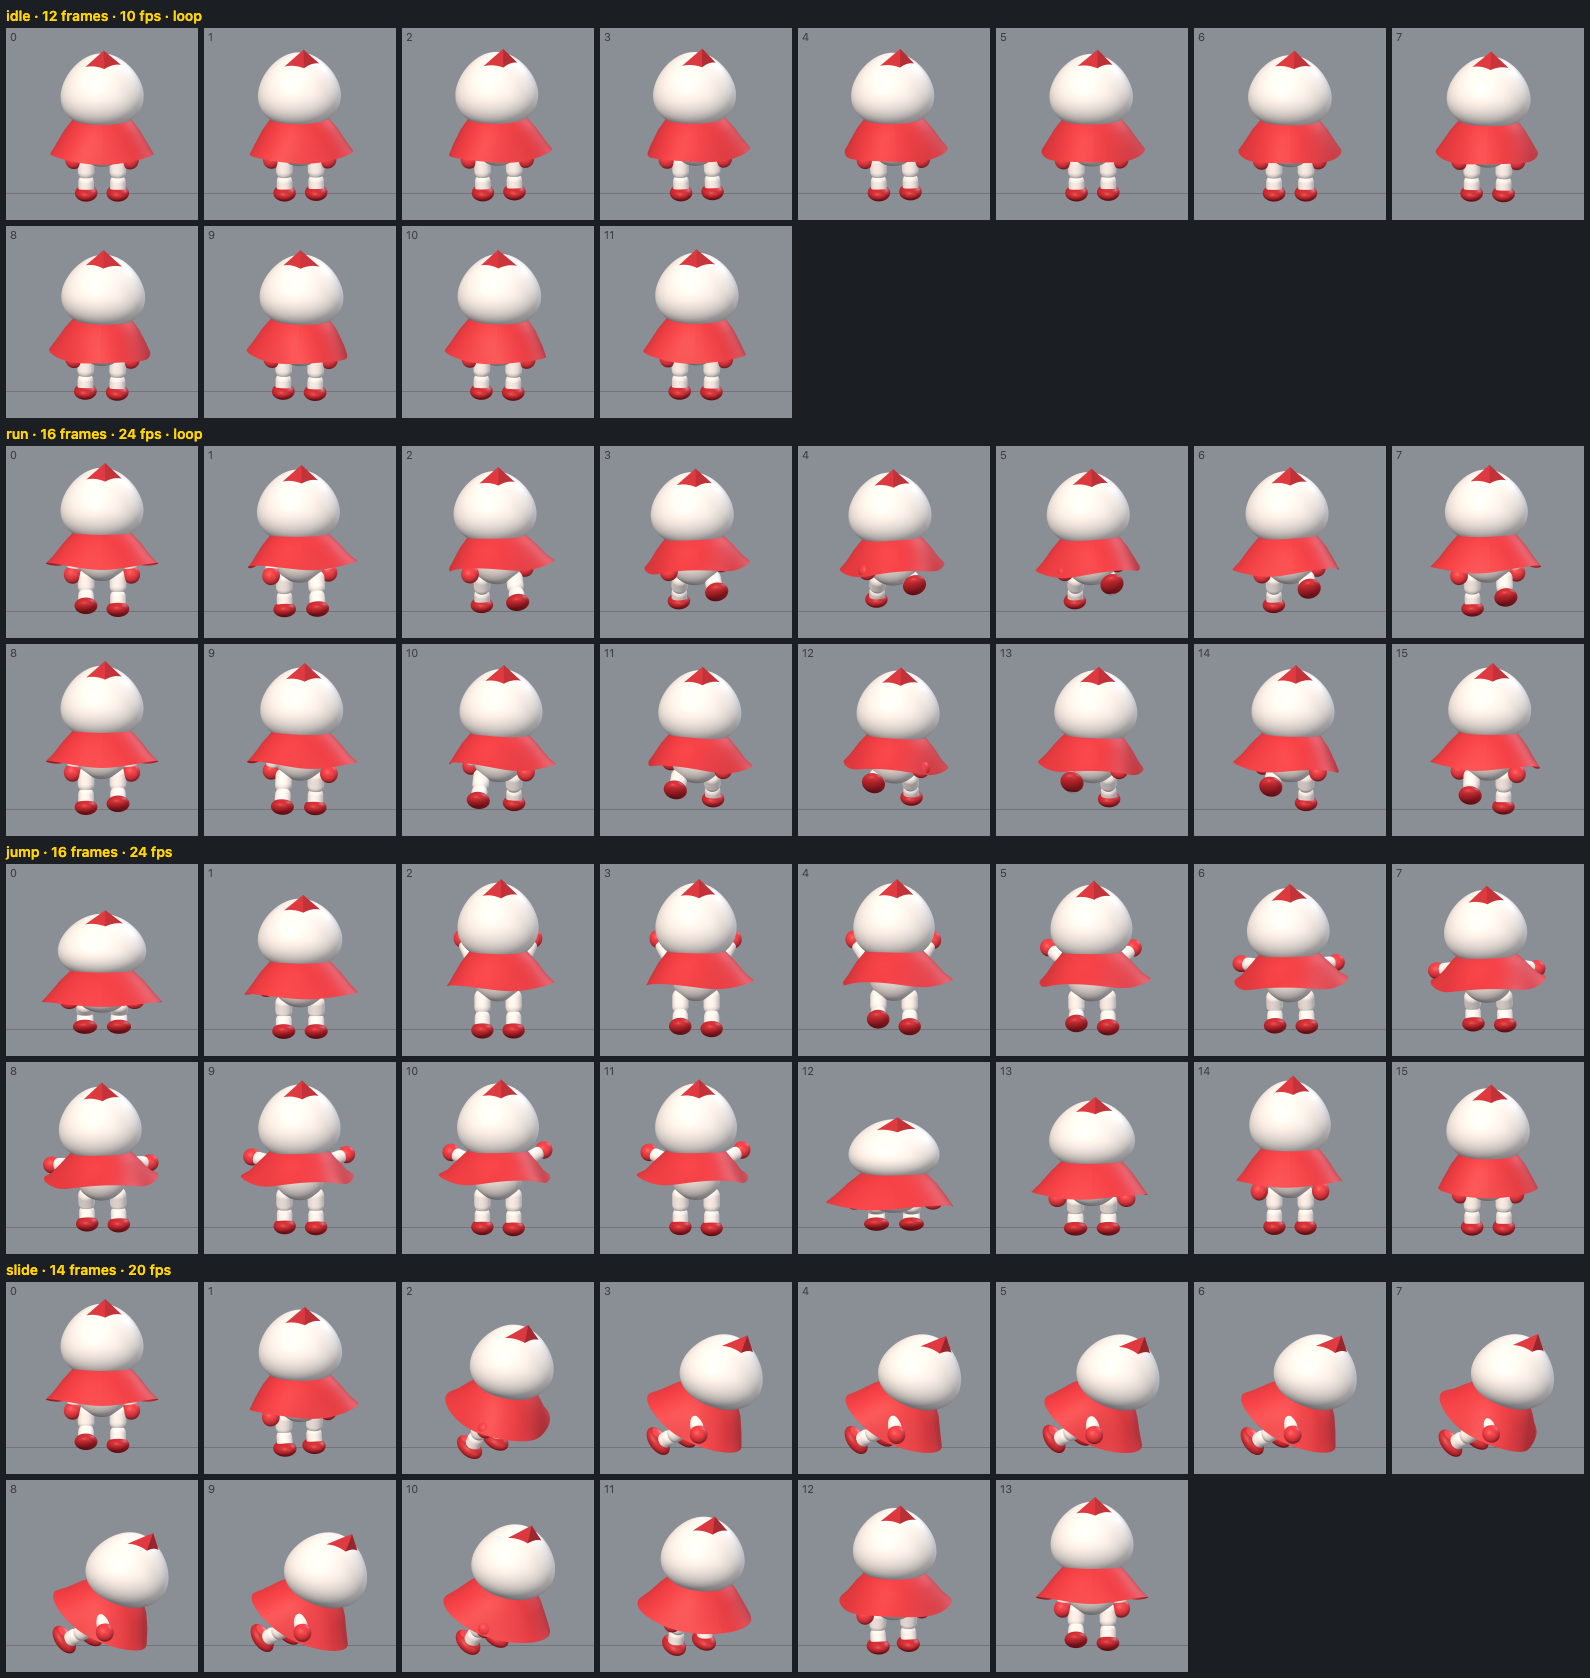 idle · 12 frames · 10 fps · loop
0 1 2 3 4 5 6 7
8 9 10 11
run · 16 frames · 24 fps · loop
0 1 2 3 4 5 6 7
8 9 10 11 12 13 14 15
jump · 16 frames · 24 fps
0 1 2 3 4 5 6 7
8 9 10 11 12 13 14 15
slide · 14 frames · 20 fps
0 1 2 3 4 5 6 7
8 9 10 11 12 13